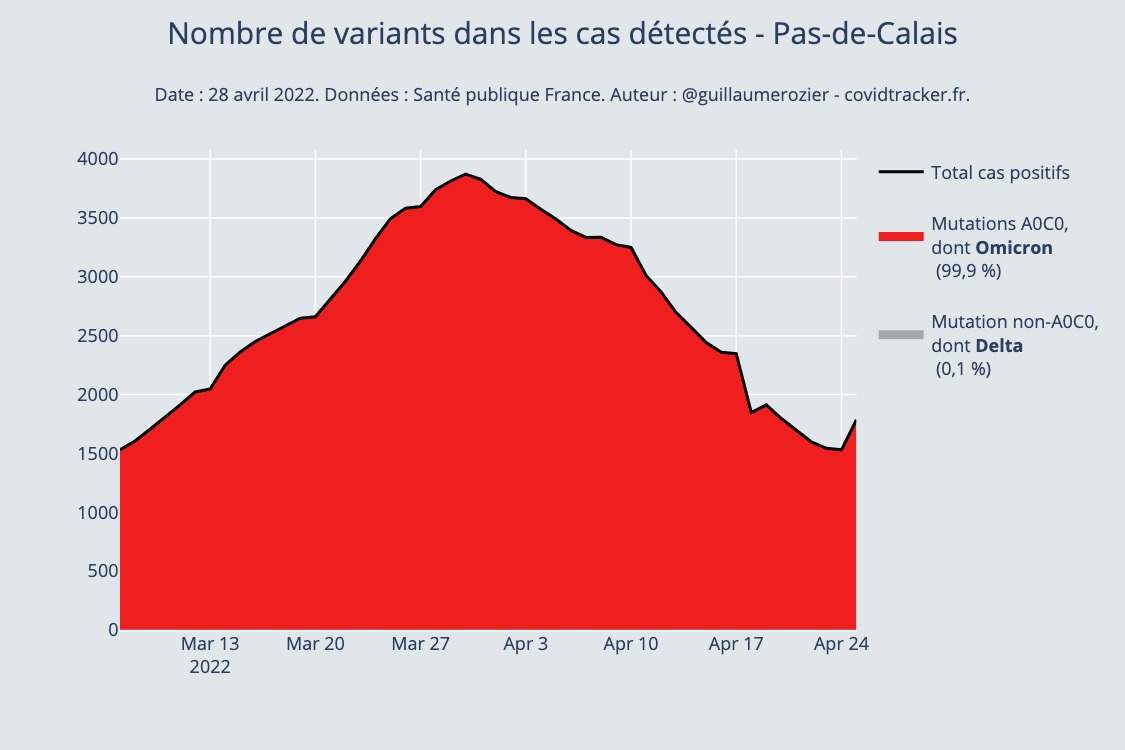 Nombre de variants dans les cas détectés - Pas-de-Calais
Date : 28 avril 2022. Données : Santé publique France. Auteur : @guillaumerozier - covidtracker.fr.
4000
3500
3000
2500
2000
1500
1000
500
0
Mar 13
2022
Mar 20
Mar 27
Apr 3
Apr 10
Apr 17
Apr 24
Total cas positifs
Mutations A0C0,
dont Omicron
(99,9 %)
Mutation non-A0C0,
dont Delta
(0,1 %)